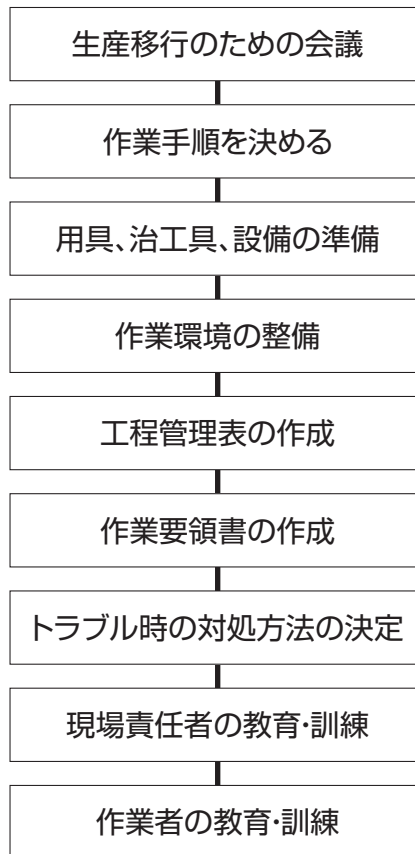 生産移行のための会議
作業手順を決める
用具、治工具、設備の準備
作業環境の整備
工程管理表の作成
作業要領書の作成
トラブル時の対処方法の決定
現場責任者の教育・訓練
作業者の教育・訓練